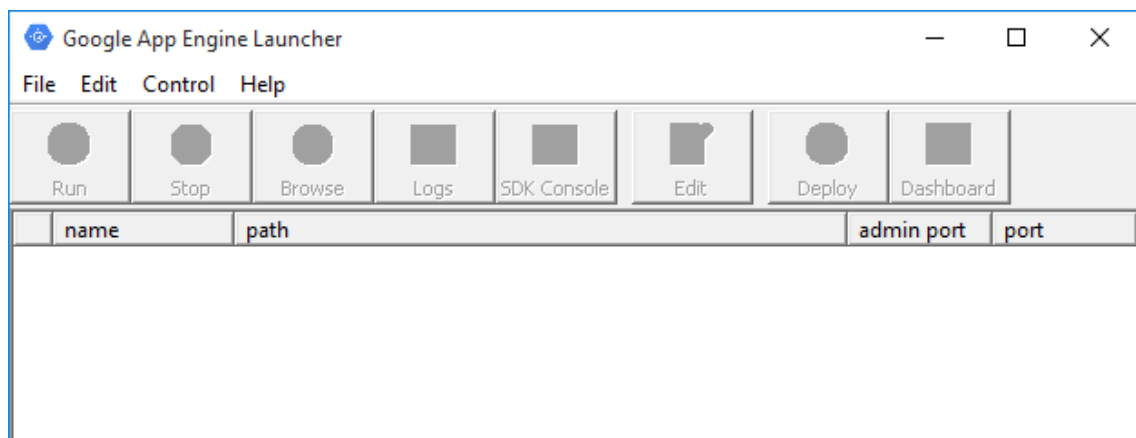 Google App Engine Launcher
File Edit Control Help
Run Stop Browse Logs SDK Console Edit Deploy Dashboard
name path admin port port